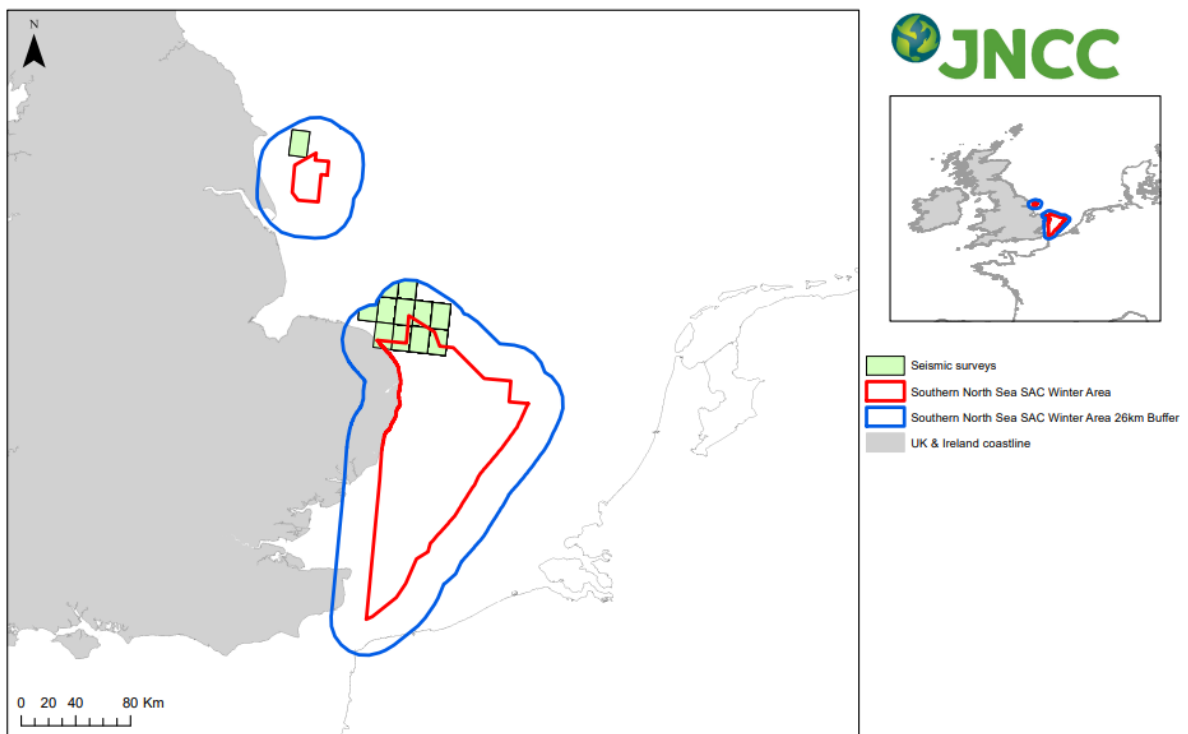 N
JNCC
Seismic surveys
Southern North Sea SAC Winter Area
Southern North Sea SAC Winter Area 26km Buffer
UK & Ireland coastline
0 20 40 80 Km